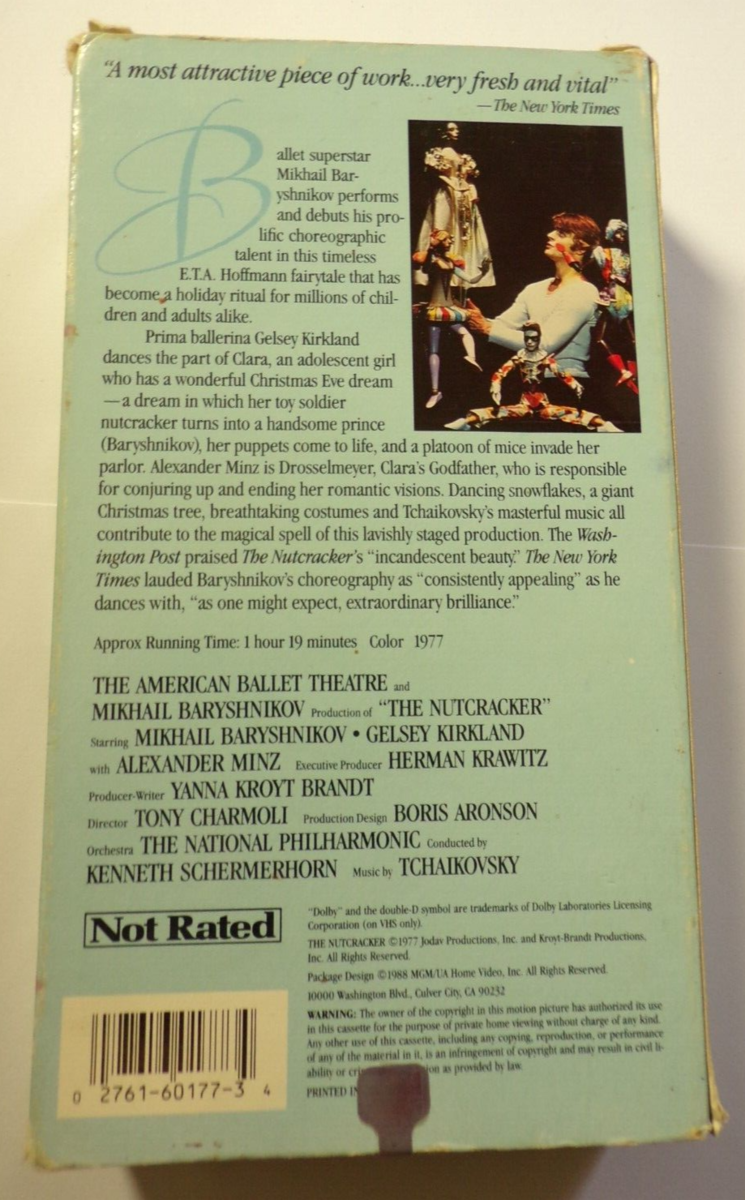 "A most attractive piece of work...very fresh and vital"
—The New York Times
Ballet superstar
Mikhail Bar-
yshnikov performs
and debuts his pro-
lific choreographic
talent in this timeless
E.T.A. Hoffmann fairytale that has
become a holiday ritual for millions of chil-
dren and adults alike.
Prima ballerina Gelsey Kirkland
dances the part of Clara, an adolescent girl
who has a wonderful Christmas Eve dream
—a dream in which her toy soldier
nutcracker turns into a handsome prince
(Baryshnikov), her puppets come to life, and a platoon of mice invade her
parlor. Alexander Minz is Drosselmeyer, Clara's Godfather, who is responsible
for conjuring up and ending her romantic visions. Dancing snowflakes, a giant
Christmas tree, breathtaking costumes and Tchaikovsky's masterful music all
contribute to the magical spell of this lavishly staged production. The Wash-
ington Post praised The Nutcracker's "incandescent beauty." The New York
Times lauded Baryshnikov's choreography as "consistently appealing" as he
dances with, "as one might expect, extraordinary brilliance."
Approx Running Time: 1 hour 19 minutes Color 1977
THE AMERICAN BALLET THEATRE and
MIKHAIL BARYSHNIKOV Production of "THE NUTCRACKER"
Starring MIKHAIL BARYSHNIKOV • GELSEY KIRKLAND
with ALEXANDER MINZ Executive Producer HERMAN KRAWITZ
Producer-Writer YANNA KROYT BRANDT
Director TONY CHARMOLI Production Design BORIS ARONSON
Orchestra THE NATIONAL PHILHARMONIC Conducted by
KENNETH SCHERMERHORN Music by TCHAIKOVSKY
Not Rated
"Dolby" and the double-D symbol are trademarks of Dolby Laboratories Licensing
Corporation (on VHS only).
THE NUTCRACKER ©1977 Jodav Productions, Inc. and Kroyt-Brandt Productions,
Inc. All Rights Reserved.
Package Design ©1988 MGM/UA Home Video, Inc. All Rights Reserved.
10000 Washington Blvd., Culver City, CA 90232
WARNING: The owner of the copyright in this motion picture has authorized its use
in this cassette for the purpose of private home viewing without charge of any kind.
Any other use of this cassette, including any copying, reproduction, or performance
of any of the material in it, is an infringement of copyright and may result in civil li-
ability or as provided by law.
PRINTED
0 2761-60177-3 4